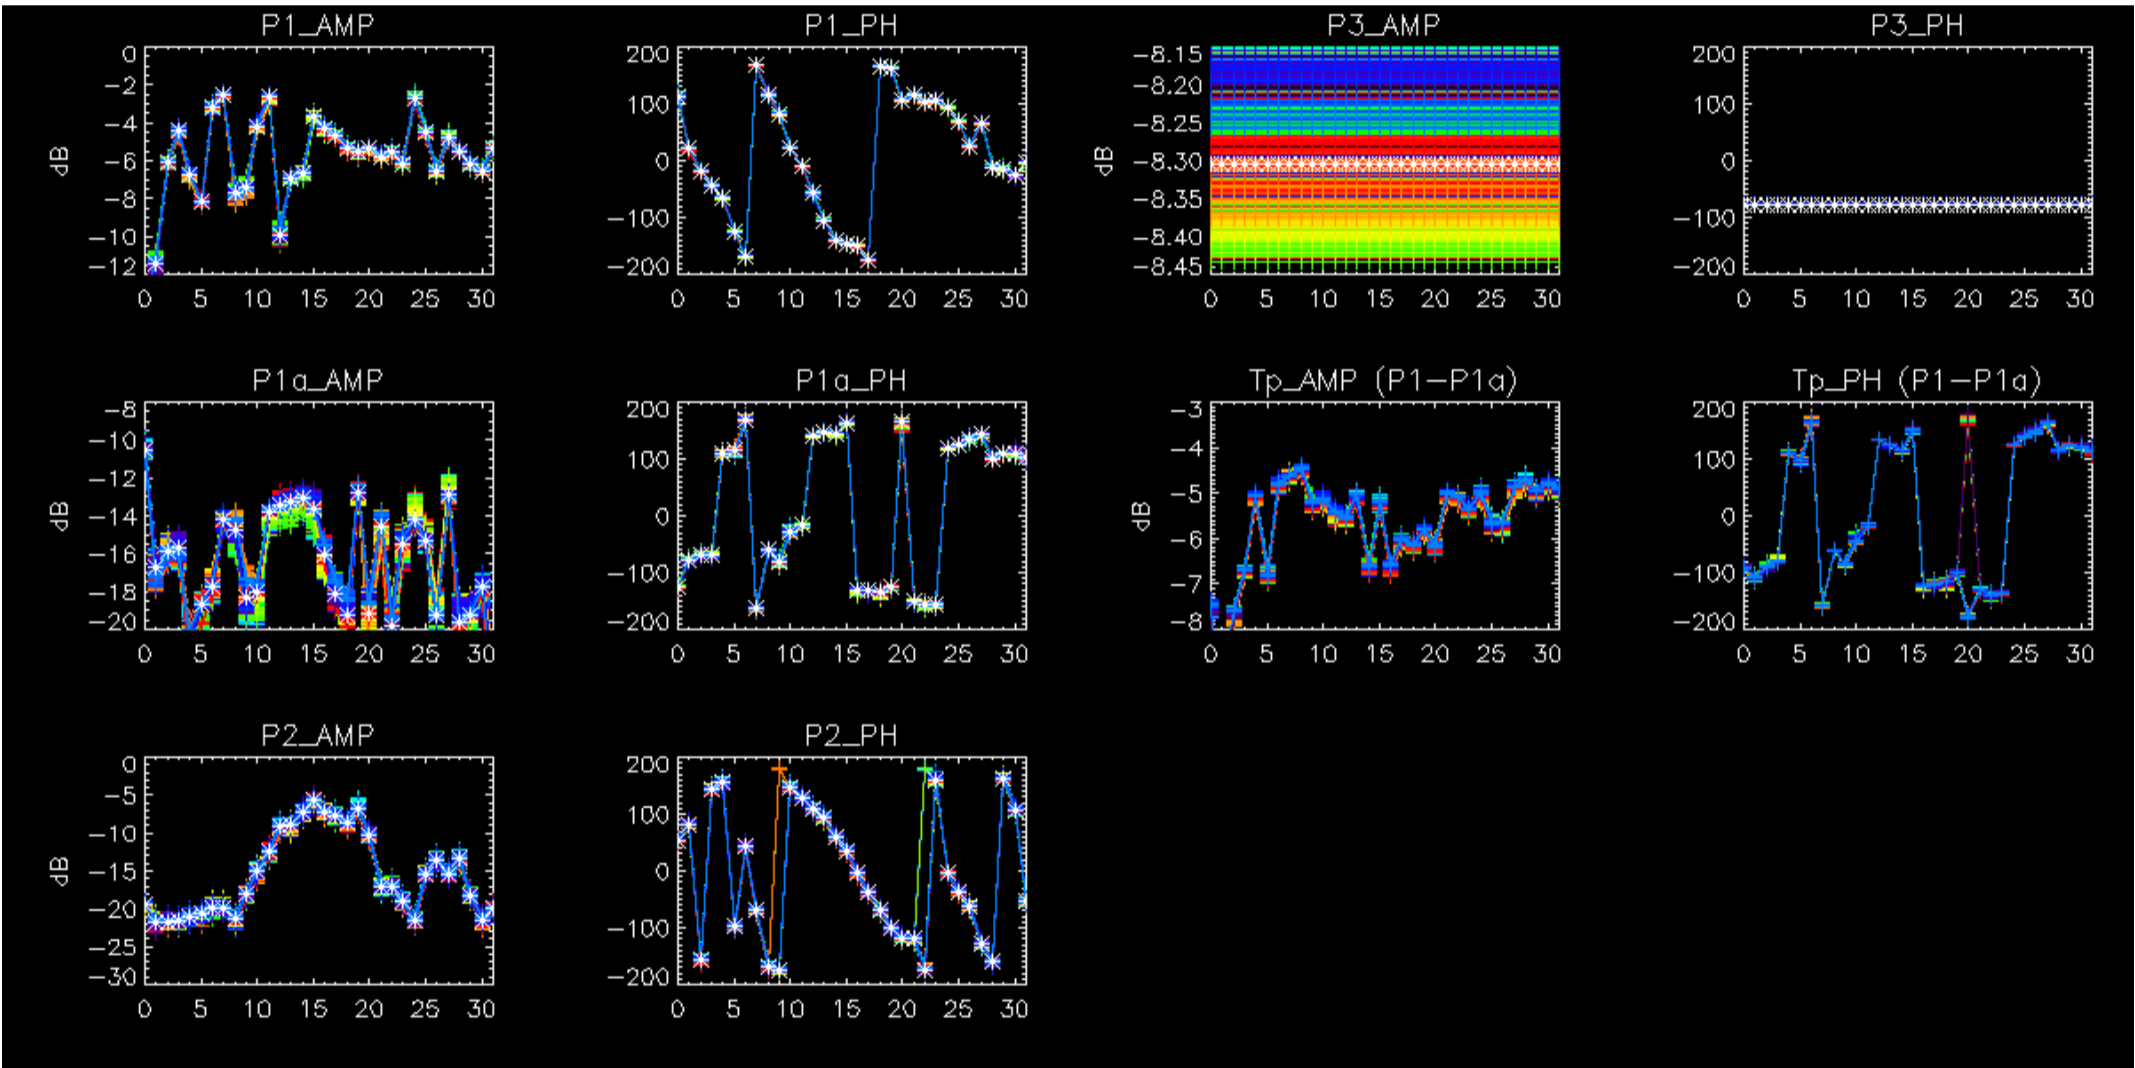 P1_AMP
0
-2
-4
-6
-8
-10
-12
dB
0 5 10 15 20 25 30
P1_PH
200
100
0
-100
-200
0 5 10 15 20 25 30
P3_AMP
-8.15
-8.20
-8.25
-8.30
-8.35
-8.40
-8.45
dB
0 5 10 15 20 25 30
P3_PH
200
100
0
-100
-200
0 5 10 15 20 25 30
P1a_AMP
-8
-10
-12
-14
-16
-18
-20
dB
0 5 10 15 20 25 30
P1a_PH
200
100
0
-100
-200
0 5 10 15 20 25 30
Tp_AMP (P1-P1a)
-3
-4
-5
-6
-7
-8
dB
0 5 10 15 20 25 30
Tp_PH (P1-P1a)
200
100
0
-100
-200
0 5 10 15 20 25 30
P2_AMP
0
-5
-10
-15
-20
-25
-30
dB
0 5 10 15 20 25 30
P2_PH
200
100
0
-100
-200
0 5 10 15 20 25 30